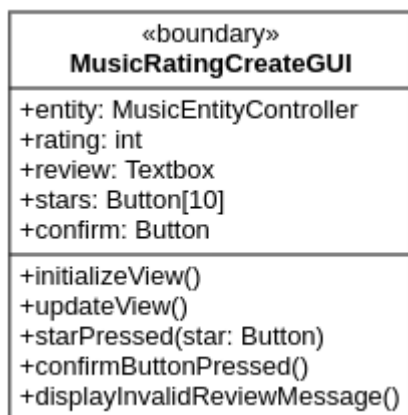 «boundary»
MusicRatingCreateGUI
+entity: MusicEntityController
+rating: int
+review: Textbox
+stars: Button[10]
+confirm: Button
+initializeView()
+updateView()
+starPressed(star: Button)
+confirmButtonPressed()
+displayInvalidReviewMessage()